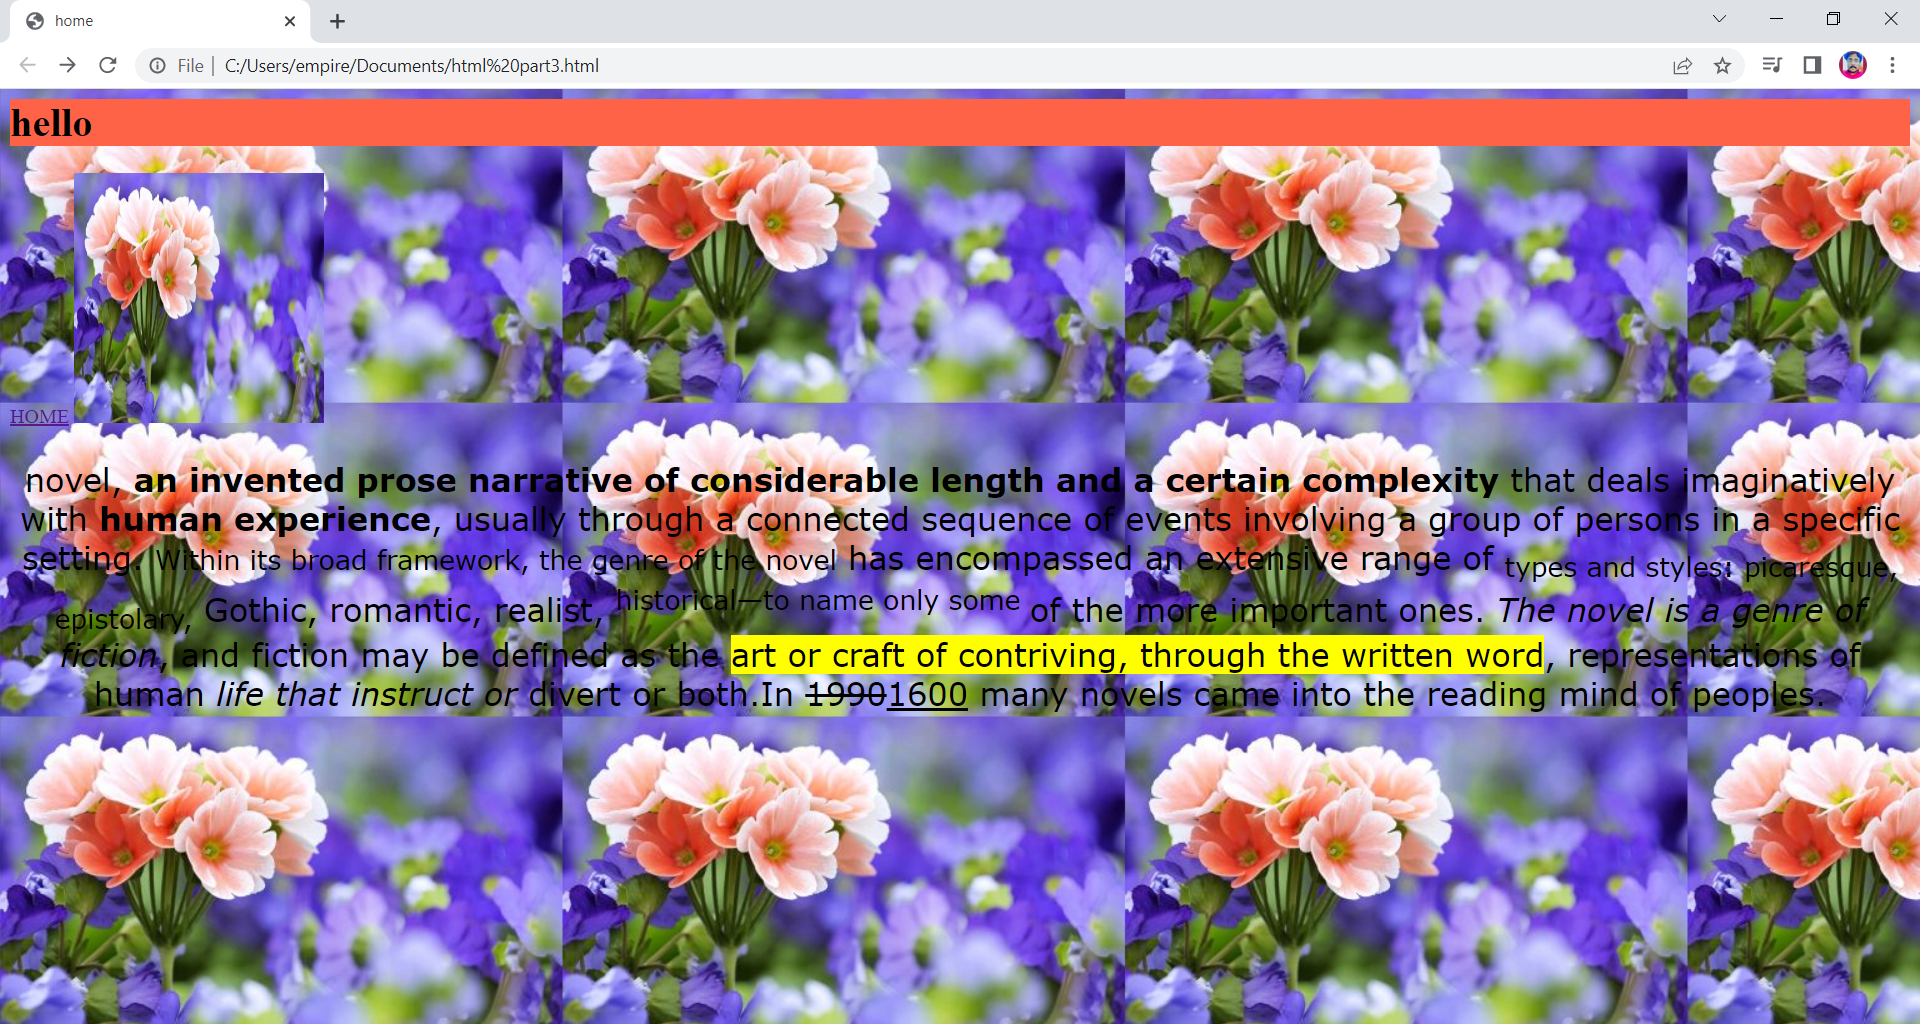 home
File | C:/Users/empire/Documents/html%20part3.html
hello
HOME
novel, an invented prose narrative of considerable length and a certain complexity that deals imaginatively
with human experience, usually through a connected sequence of events involving a group of persons in a specific
setting. Within its broad framework, the genre of the novel has encompassed an extensive range of types and styles: picaresque,
epistolary, Gothic, romantic, realist, historical—to name only some of the more important ones. The novel is a genre of
fiction, and fiction may be defined as the art or craft of contriving, through the written word, representations of
human life that instruct or divert or both.In 19901600 many novels came into the reading mind of peoples.